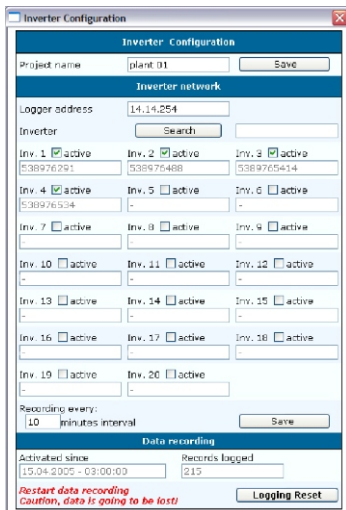 Inverter Configuration
Inverter Configuration
Project name plant 01 Save
Inverter network
Logger address 14.14.254
Inverter Search
Inv. 1 active Inv. 2 active Inv. 3 active
538976291 538976488 5389765414
Inv. 4 active Inv. 5 active Inv. 6 active
538976534 - -
Inv. 7 active Inv. 8 active Inv. 9 active
- - -
Inv. 10 active Inv. 11 active Inv. 12 active
- - -
Inv. 13 active Inv. 14 active Inv. 15 active
- - -
Inv. 16 active Inv. 17 active Inv. 18 active
- - -
Inv. 19 active Inv. 20 active
- -
Recording every:
10 minutes interval Save
Data recording
Activated since Records logged
15.04.2005 - 03:00:00 215
Restart data recording
Caution, data is going to be lost! Logging Reset